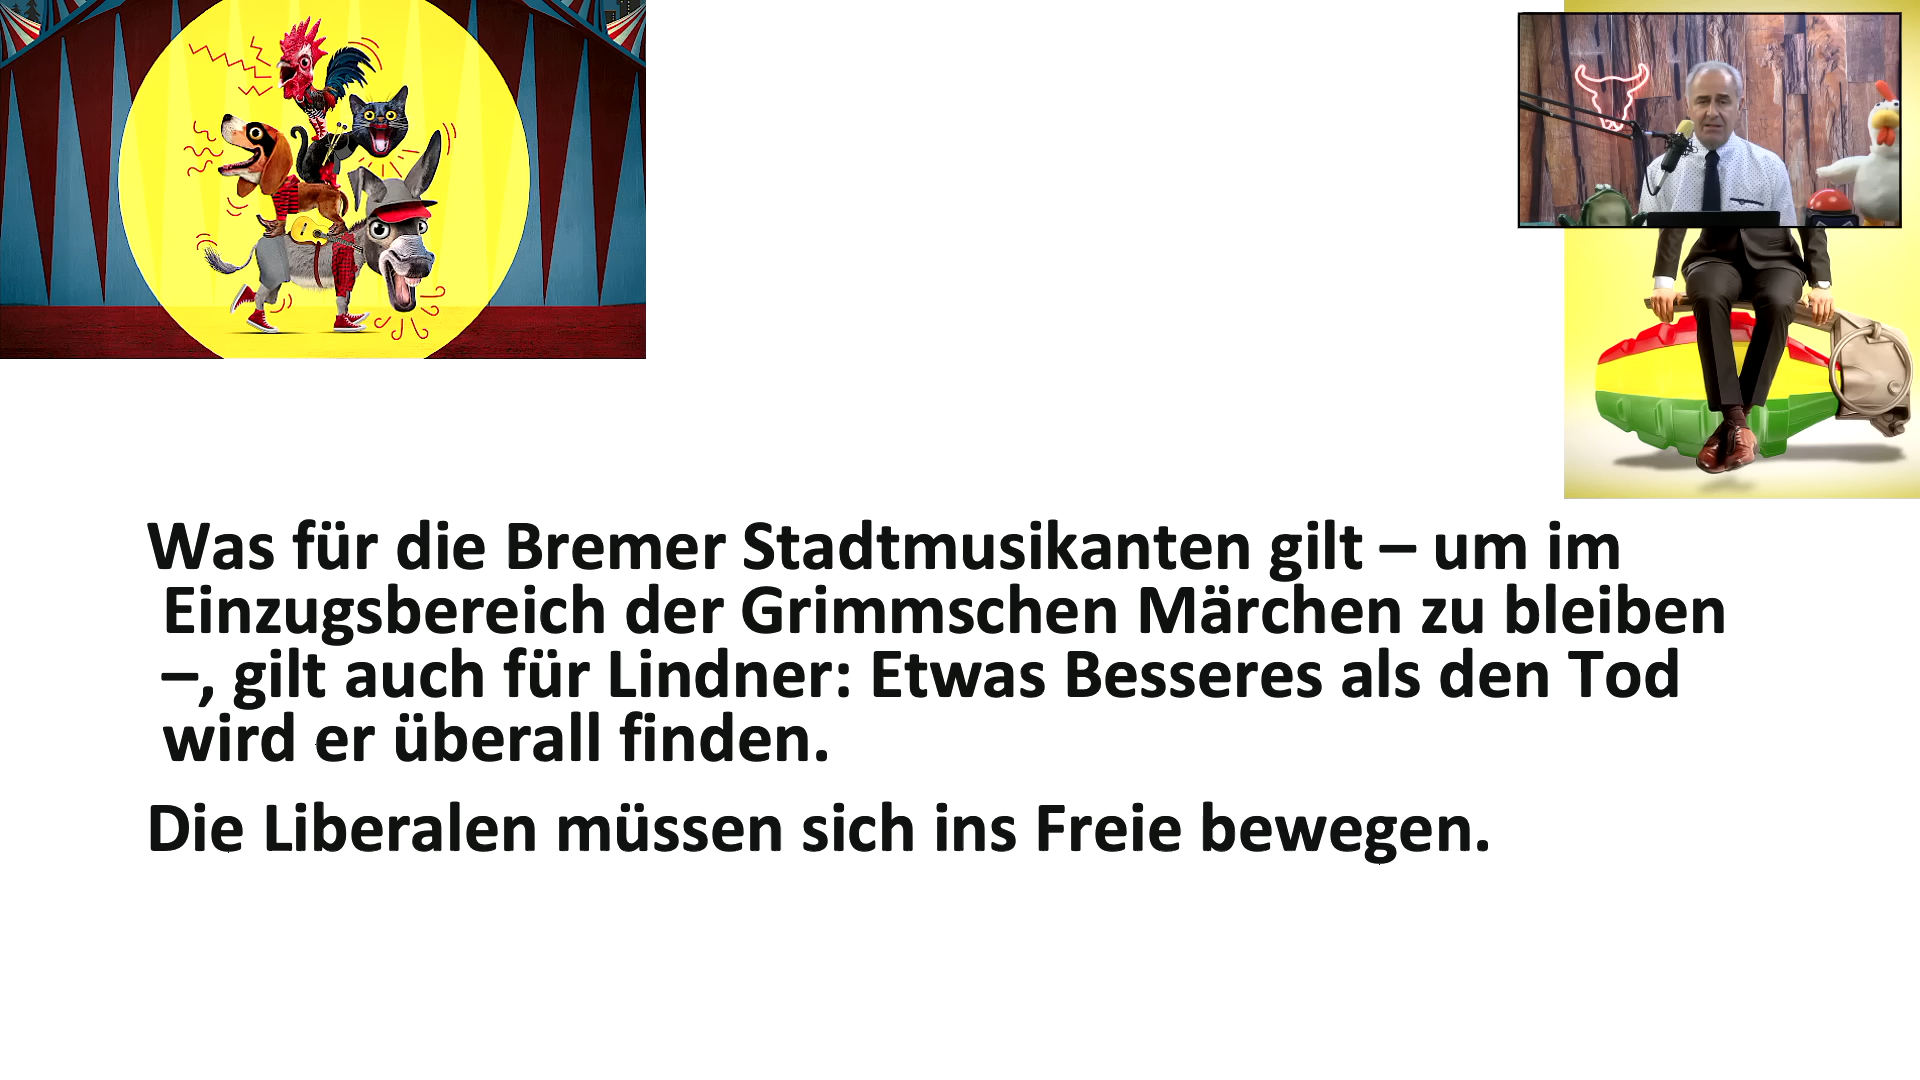 Was für die Bremer Stadtmusikanten gilt – um im
Einzugsbereich der Grimmschen Märchen zu bleiben
–, gilt auch für Lindner: Etwas Besseres als den Tod
wird er überall finden.
Die Liberalen müssen sich ins Freie bewegen.